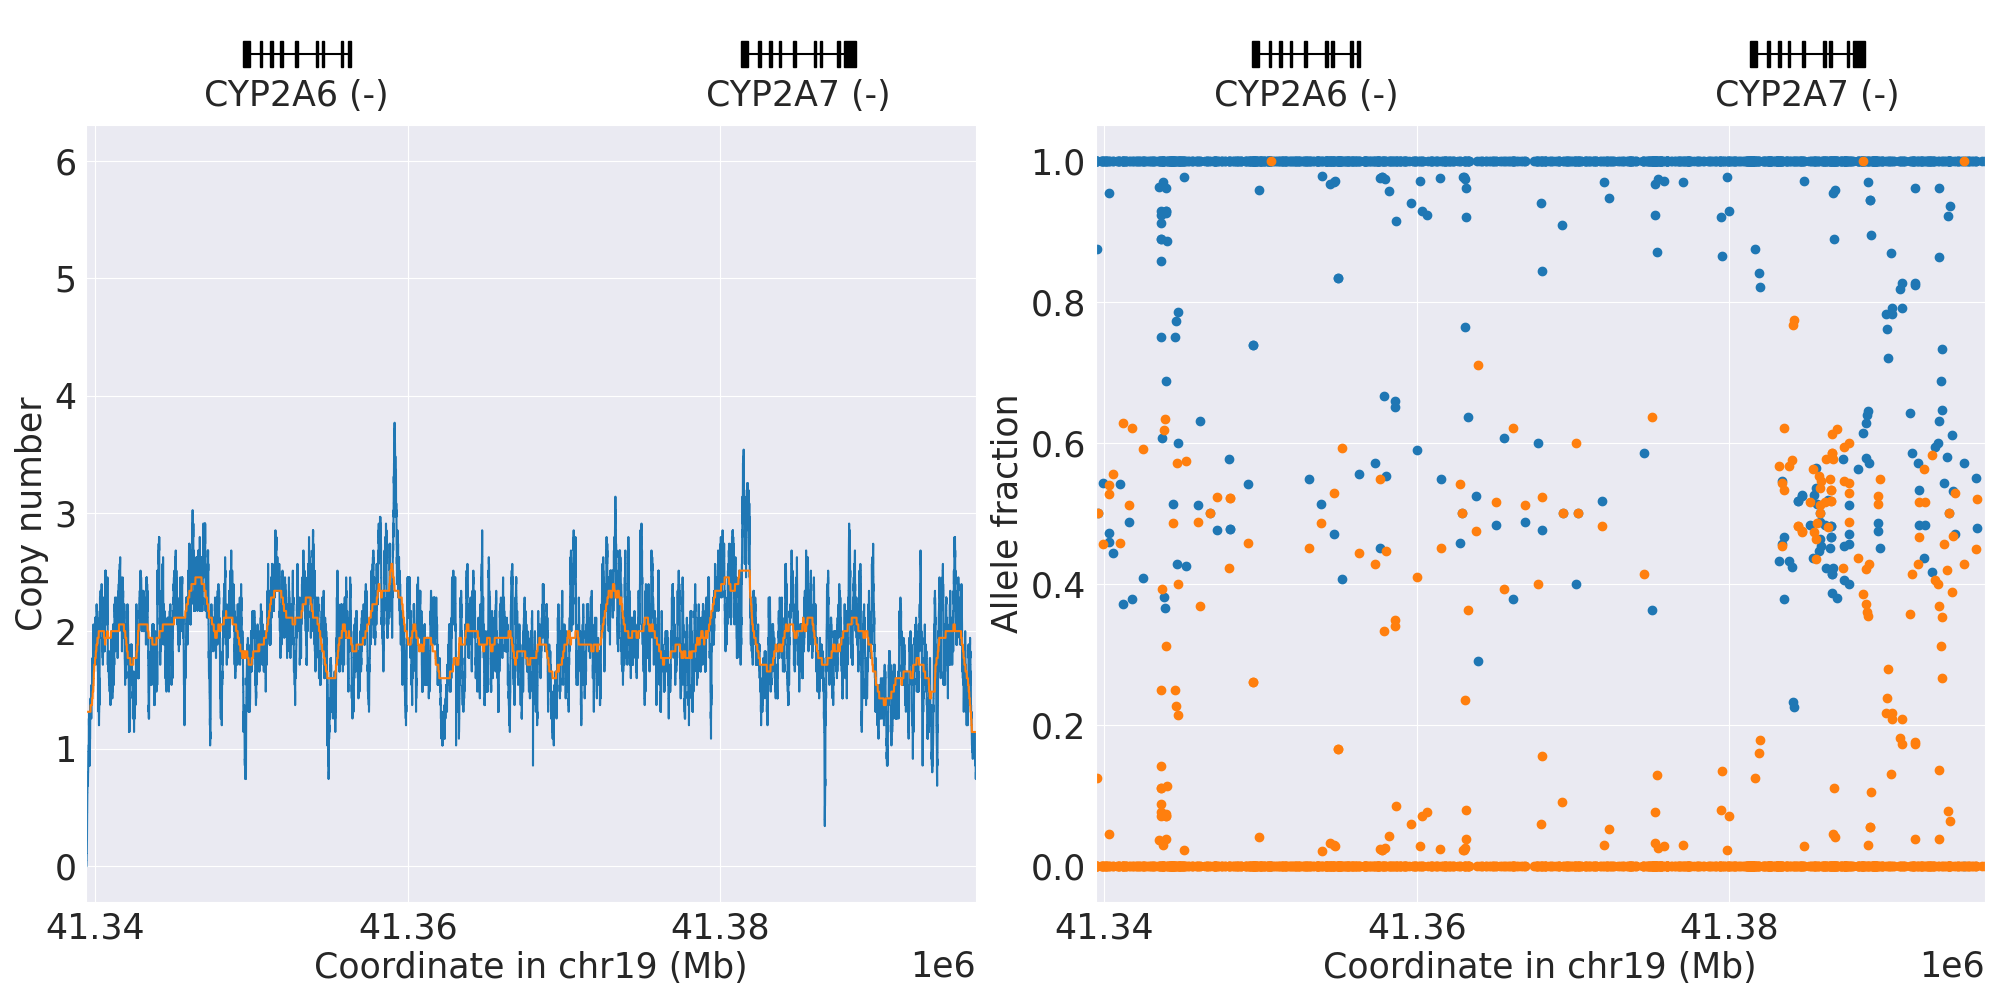 CYP2A6 (-)
CYP2A7 (-)
CYP2A6 (-)
CYP2A7 (-)
Copy number
6
5
4
3
2
1
0
41.34
41.36
41.38
Coordinate in chr19 (Mb)
1e6
Allele fraction
1.0
0.8
0.6
0.4
0.2
0.0
41.34
41.36
41.38
Coordinate in chr19 (Mb)
1e6